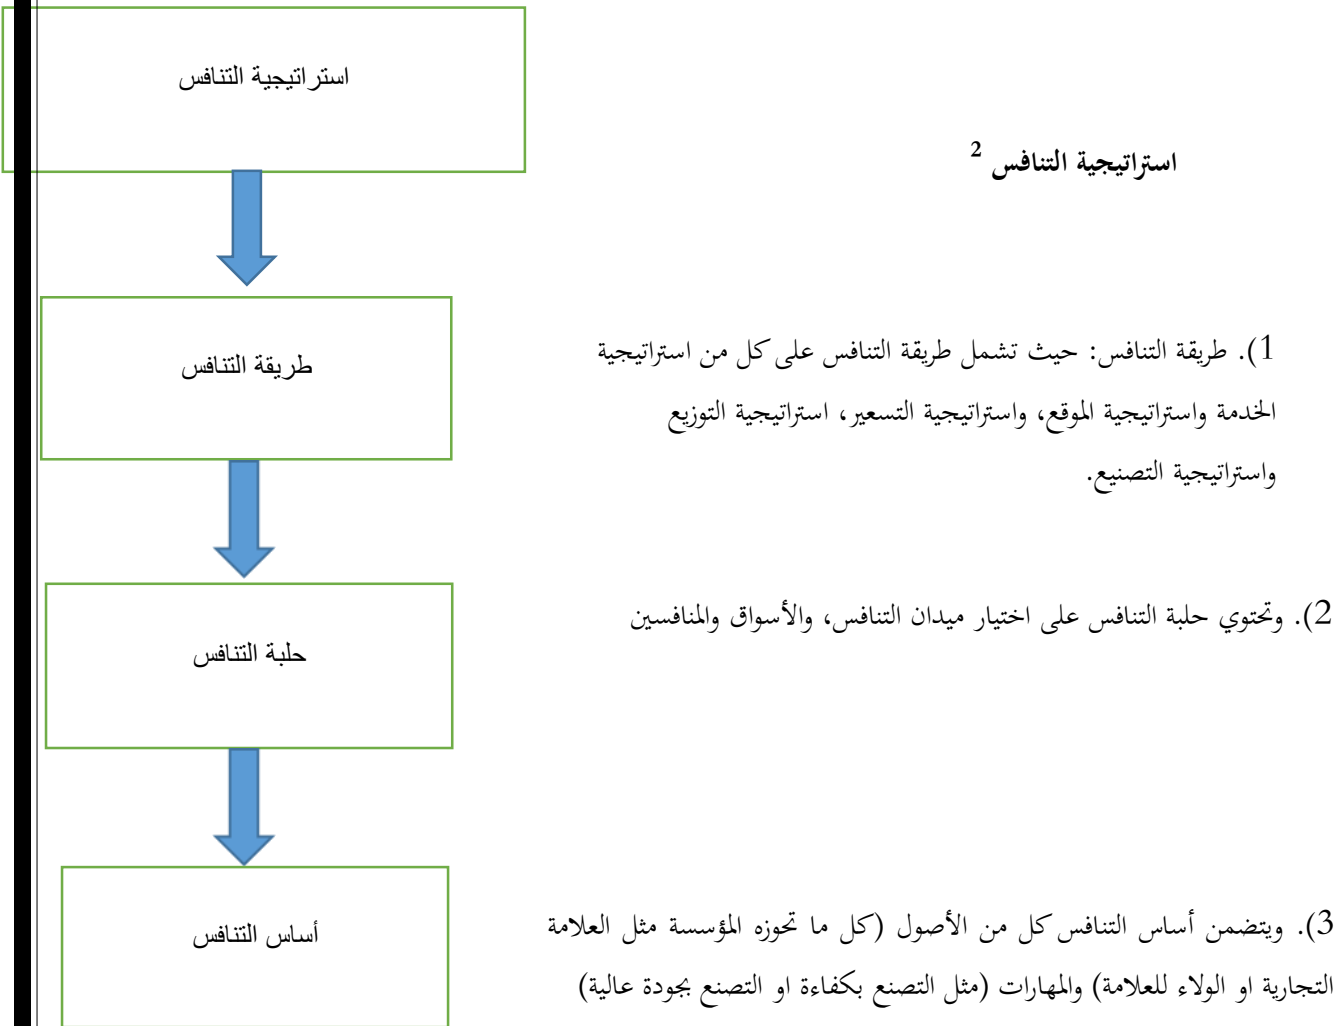 استراتيجية التنافس
استراتيجية التنافس 2
طريقة التنافس
1). طريقة التنافس: حيث تشمل طريقة التنافس على كل من استراتيجية
الخدمة واستراتيجية الموقع، واستراتيجية التسعير، استراتيجية التوزيع
واستراتيجية التصنيع.
حلبة التنافس
2). وتحتوي حلبة التنافس على اختيار ميدان التنافس، والأسواق والمنافسين
أساس التنافس
3). ويتضمن أساس التنافس كل من الأصول (كل ما تحوزه المؤسسة مثل العلامة
التجارية او الولاء للعلامة) والمهارات (مثل التصنع بكفاءة او التصنع بجودة عالية)